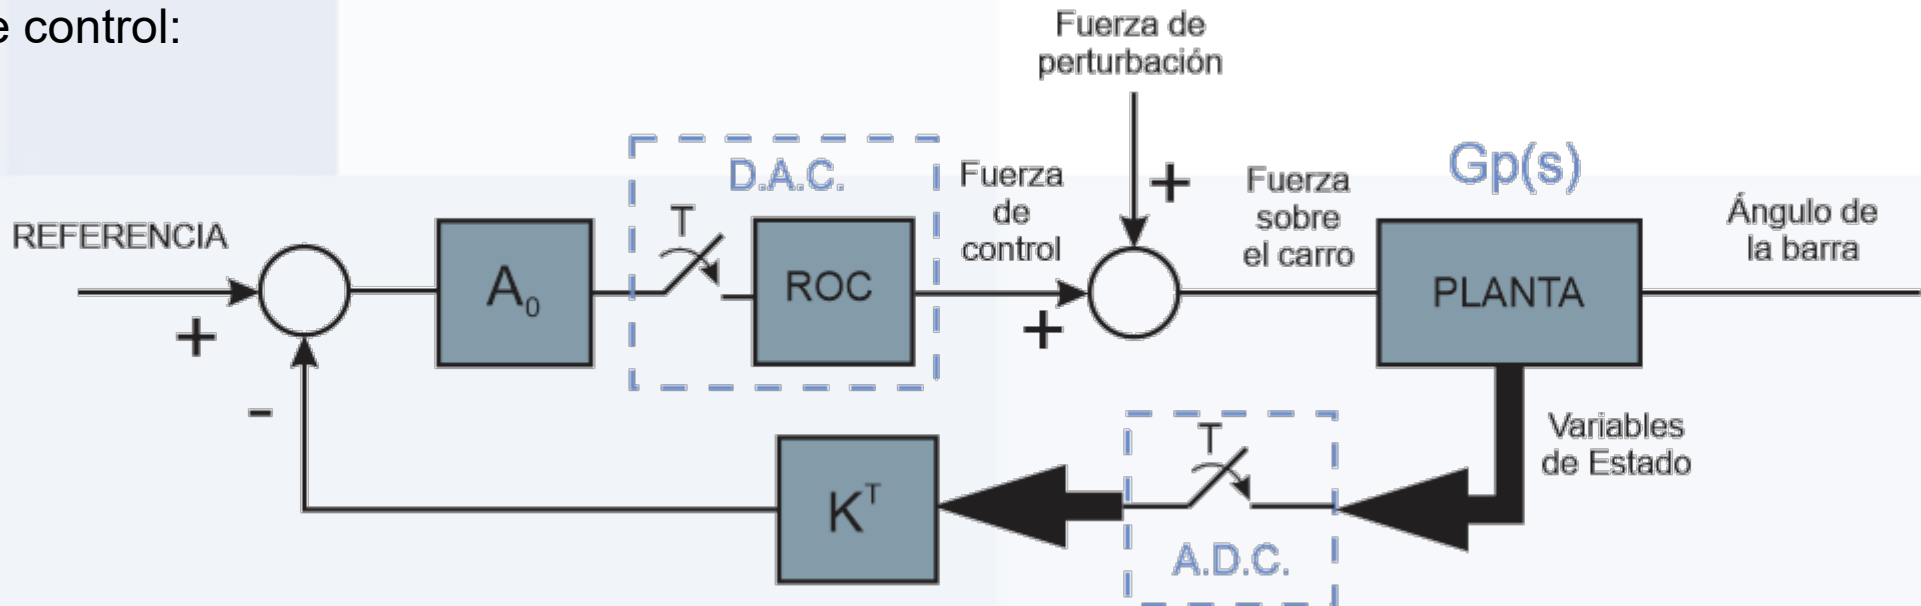 e control:
Fuerza de
perturbación
D.A.C.
Gp(s)
REFERENCIA
+
-
A₀
T
ROC
Fuerza
de
control
+
+
Fuerza
sobre
el carro
PLANTA
Ángulo de
la barra
Variables
de Estado
T
A.D.C.
Kᵀ